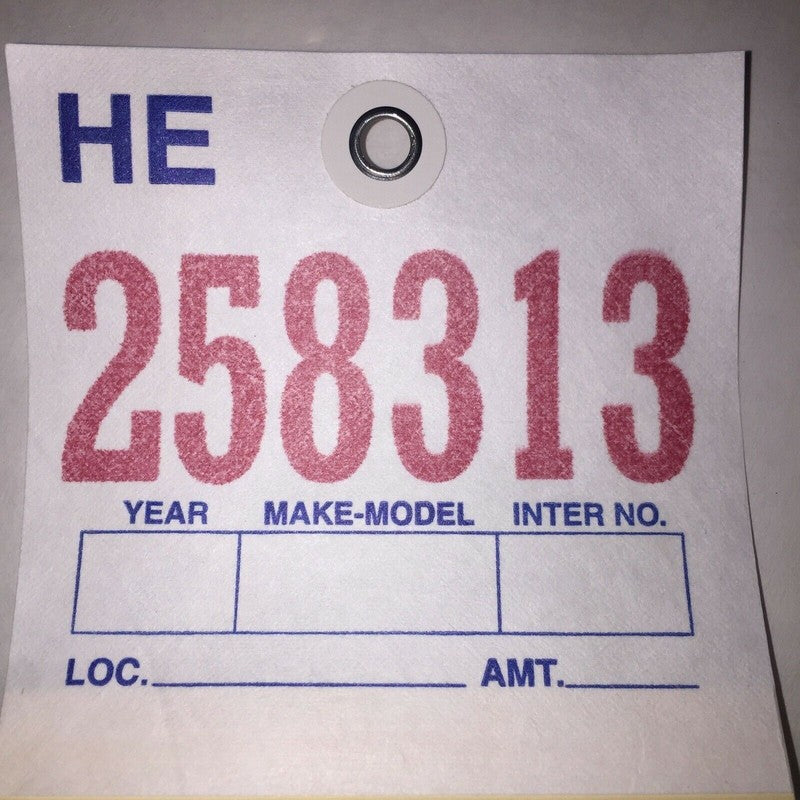 HE
258313
YEAR MAKE-MODEL INTER NO.
LOC. AMT.